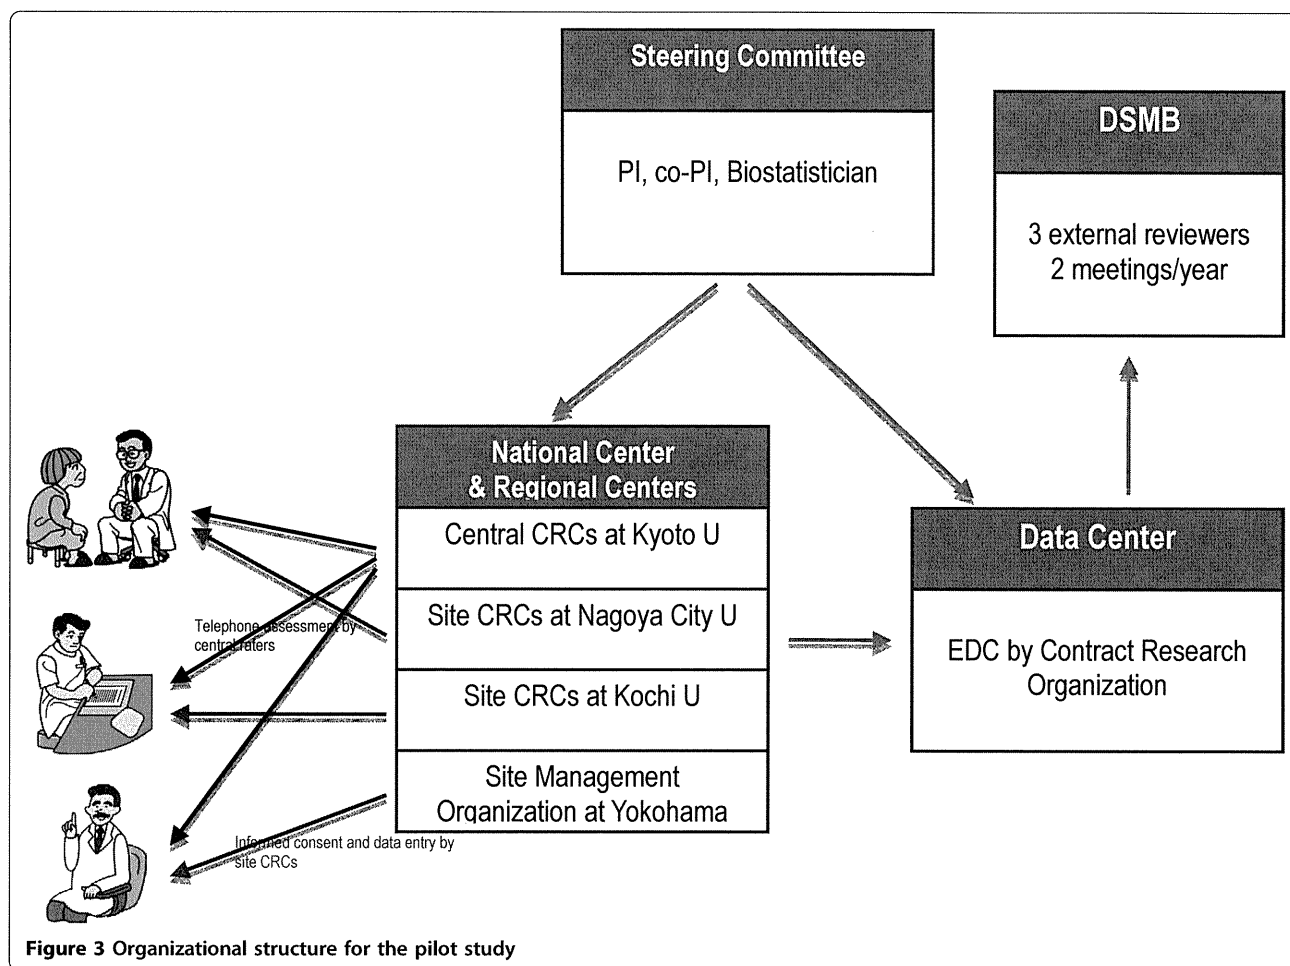 Steering Committee
PI, co-PI, Biostatistician
DSMB
3 external reviewers
2 meetings/year
National Center
& Regional Centers
Central CRCs at Kyoto U
Site CRCs at Nagoya City U
Site CRCs at Kochi U
Site Management
Organization at Yokohama
Data Center
EDC by Contract Research
Organization
Telephone assessment by
central raters
Informed consent and data entry by
site CRCs
Figure 3 Organizational structure for the pilot study